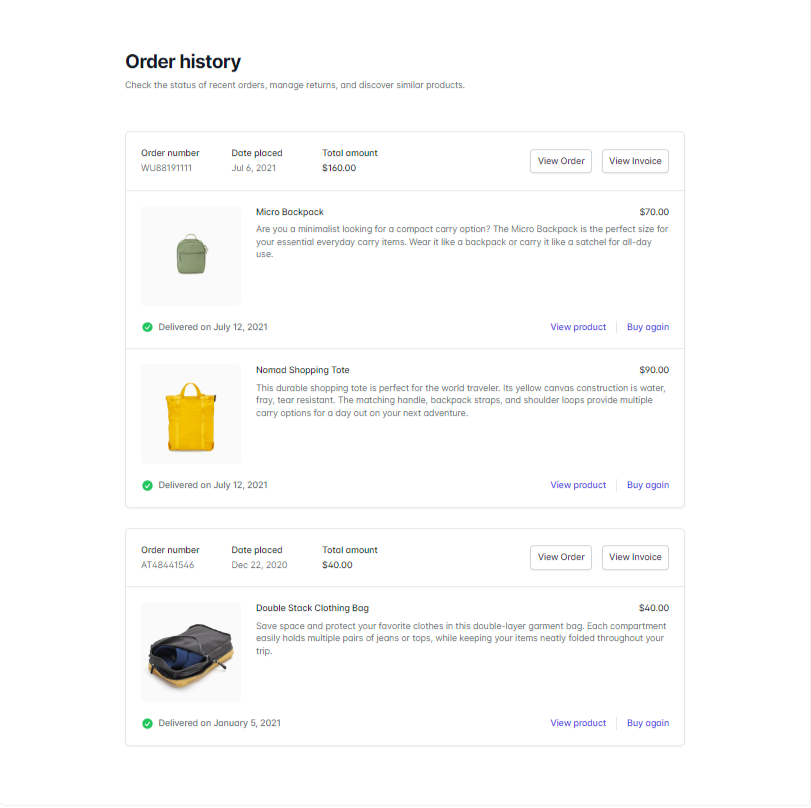 Order history
Check the status of recent orders, manage returns, and discover similar products.
Order number Date placed Total amount View Order View Invoice
WU88191111 Jul 6, 2021 $160.00
Micro Backpack $70.00
Are you a minimalist looking for a compact carry option? The Micro Backpack is the perfect size for
your essential everyday carry items. Wear it like a backpack or carry it like a satchel for all-day
use.
Delivered on July 12, 2021 View product Buy again
Nomad Shopping Tote $90.00
This durable shopping tote is perfect for the world traveler. Its yellow canvas construction is water,
fray, tear resistant. The matching handle, backpack straps, and shoulder loops provide multiple
carry options for a day out on your next adventure.
Delivered on July 12, 2021 View product Buy again
Order number Date placed Total amount View Order View Invoice
AT48441546 Dec 22, 2020 $40.00
Double Stack Clothing Bag $40.00
Save space and protect your favorite clothes in this double-layer garment bag. Each compartment
easily holds multiple pairs of jeans or tops, while keeping your items neatly folded throughout your
trip.
Delivered on January 5, 2021 View product Buy again